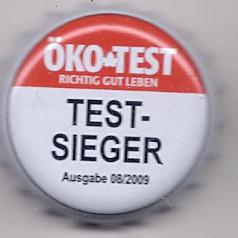 ÖKO TEST
RICHTIG GUT LEBEN
TEST-
SIEGER
Ausgabe 08/2009